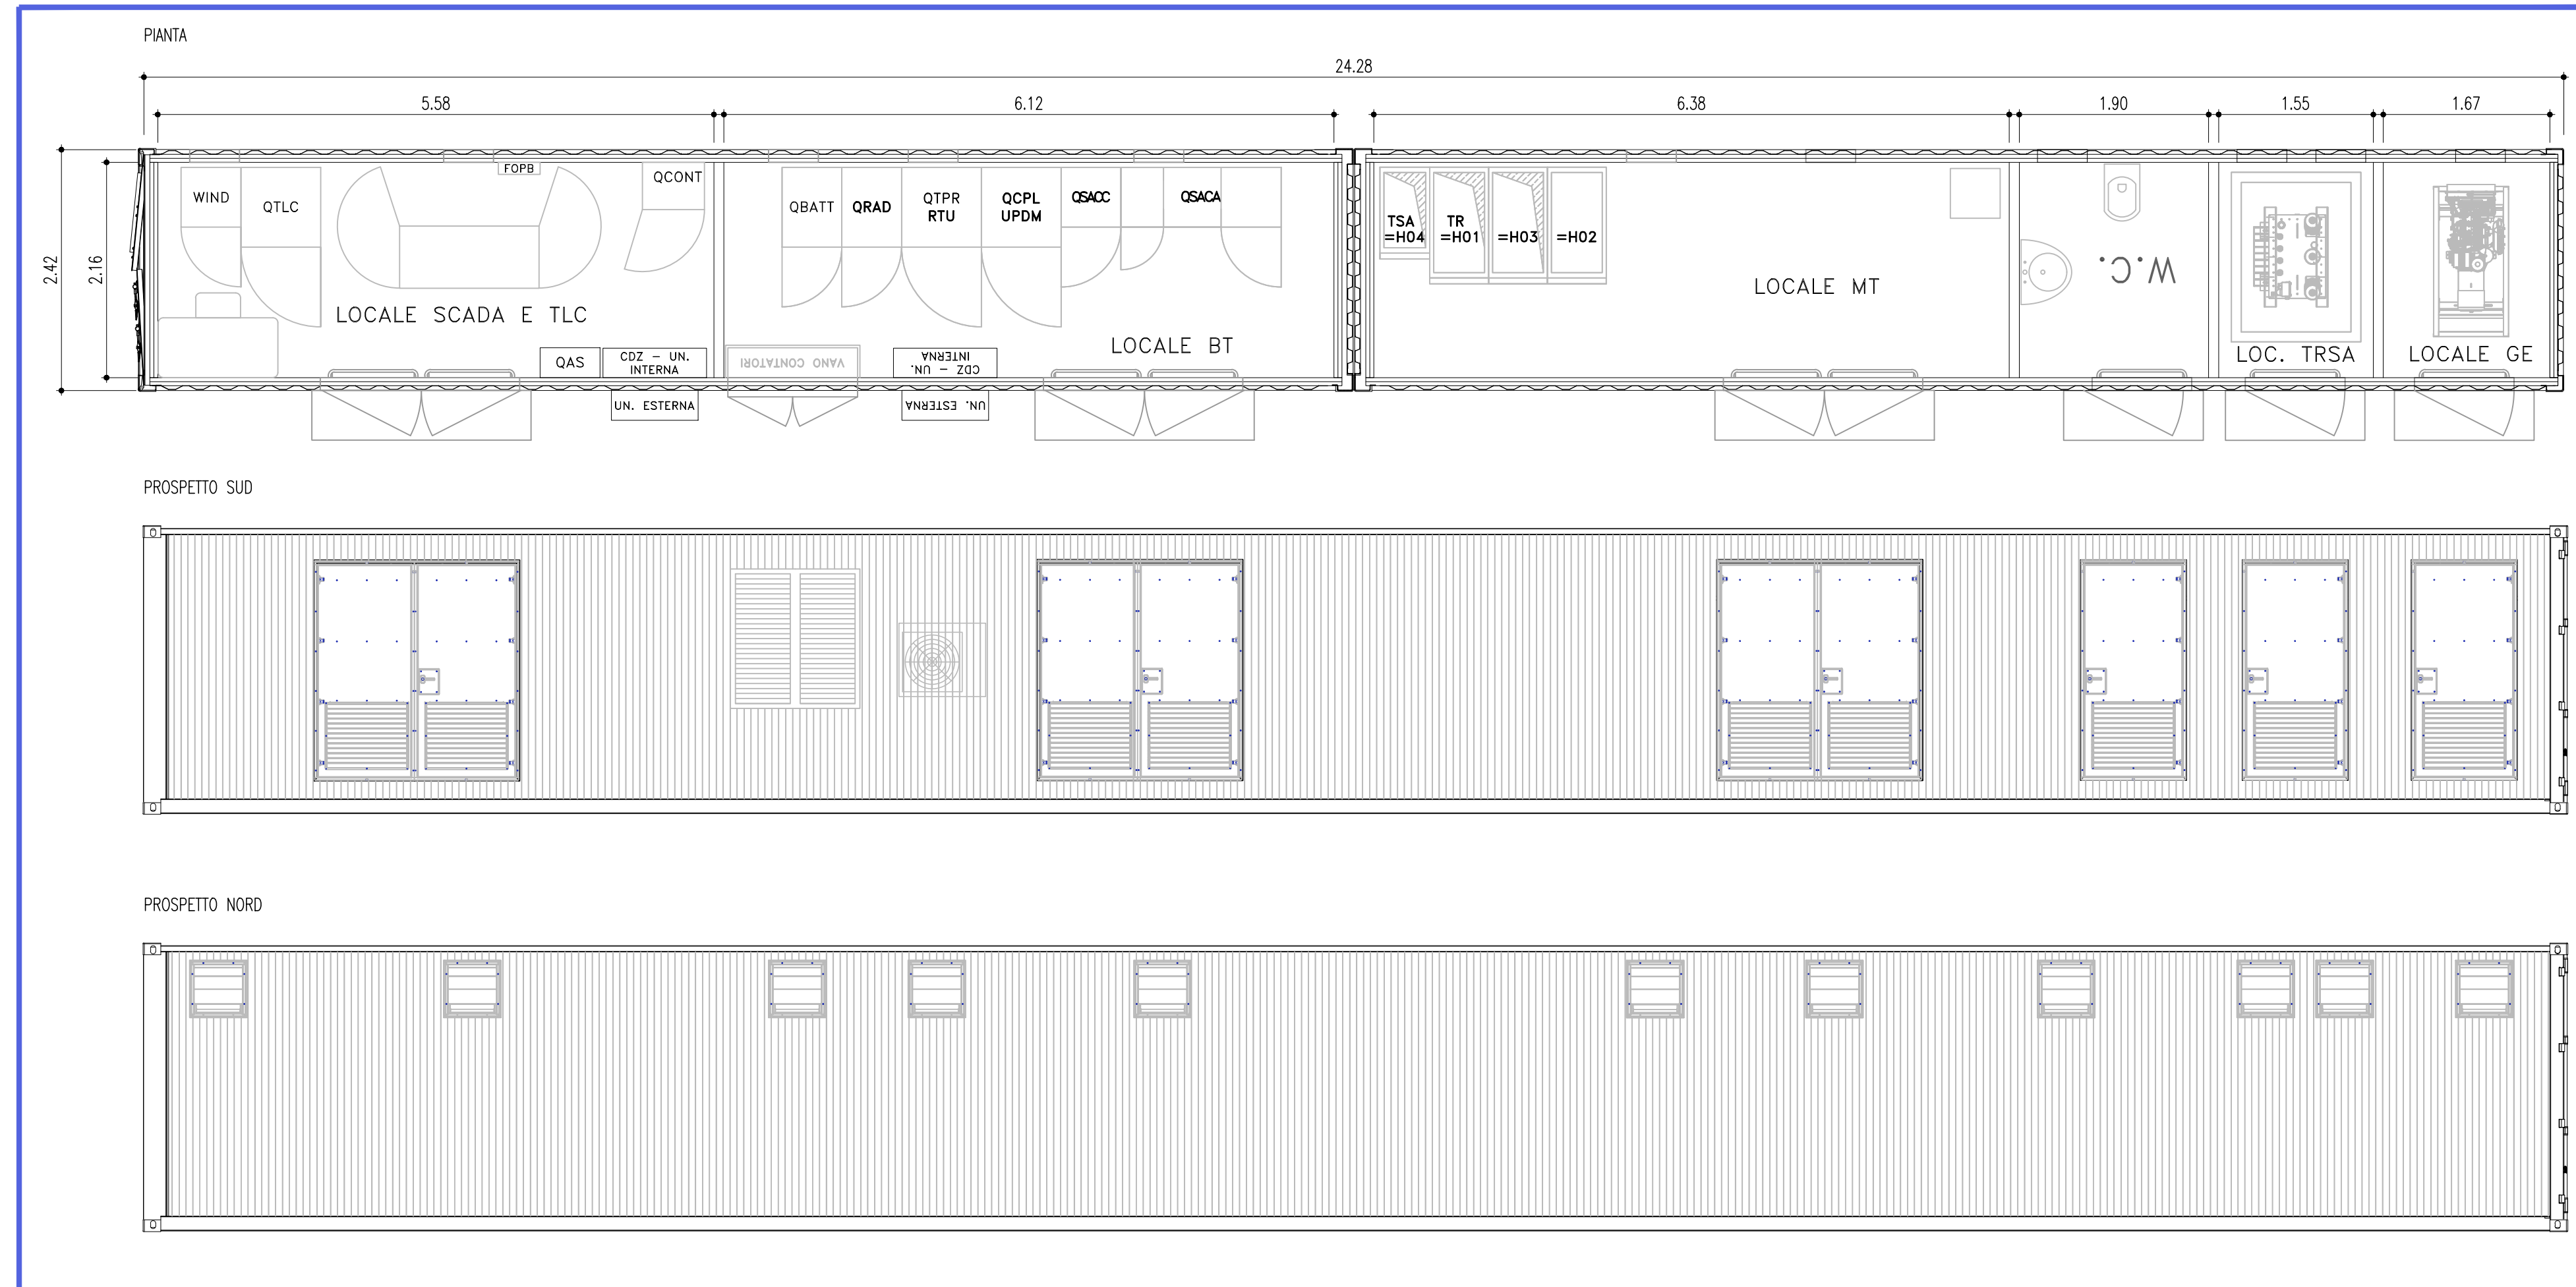 PIANTA
24.28
5.58
6.12
6.38
1.90
1.55
1.67
2.42
2.16
WIND
QTLC
FOPB
QCONT
QBATT
QRAD
QTPR
RTU
QCPL
UPDM
QSACC
QSACA
TSA
=H04
TR
=H01
=H03
=H02
LOCALE SCADA E TLC
QAS
CDZ – UN.
INTERNA
UN. ESTERNA
VANO CONTATORI
CDZ – UN.
INTERNA
UN. ESTERNA
LOCALE BT
LOCALE MT
W.C.
LOC. TRSA
LOCALE GE
PROSPETTO SUD
PROSPETTO NORD